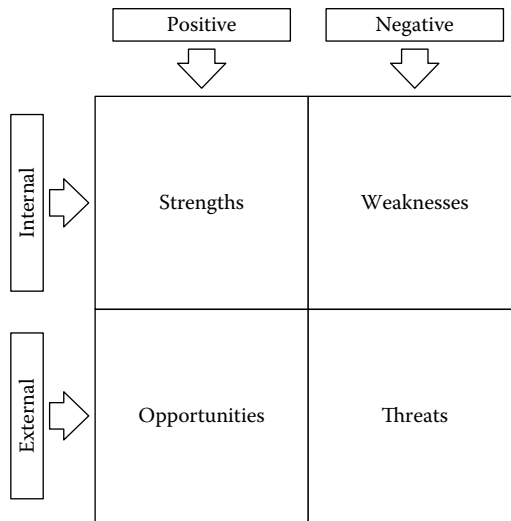 Positive
Negative
Internal
Strengths
Weaknesses
External
Opportunities
Threats